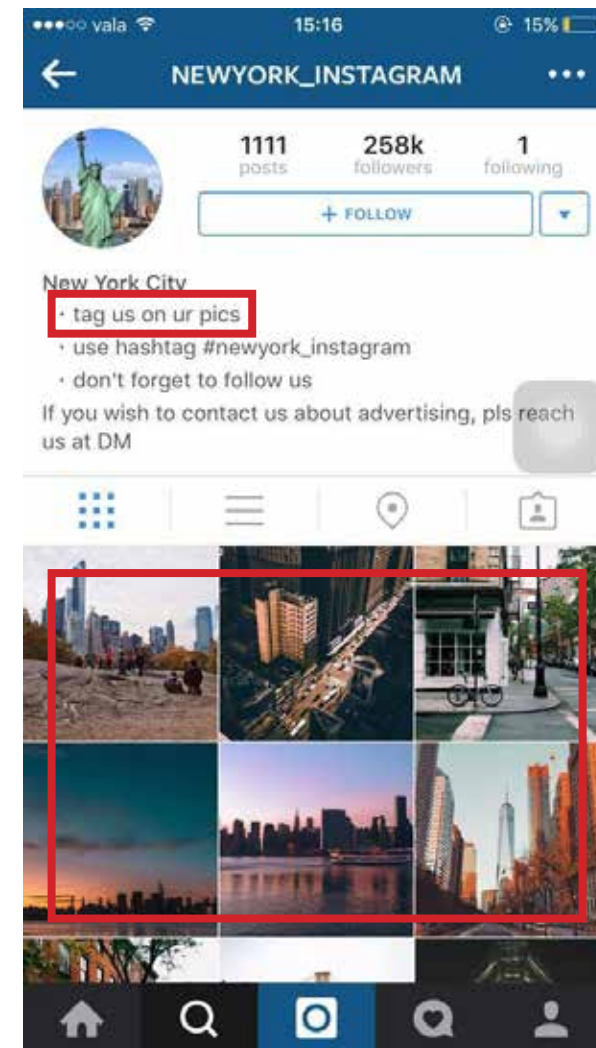 vala 15:16 15%
NEWYORK_INSTAGRAM
1111 258k 1
posts followers following
+ FOLLOW
New York City
· tag us on ur pics
· use hashtag #newyork_instagram
· don't forget to follow us
If you wish to contact us about advertising, pls reach
us at DM